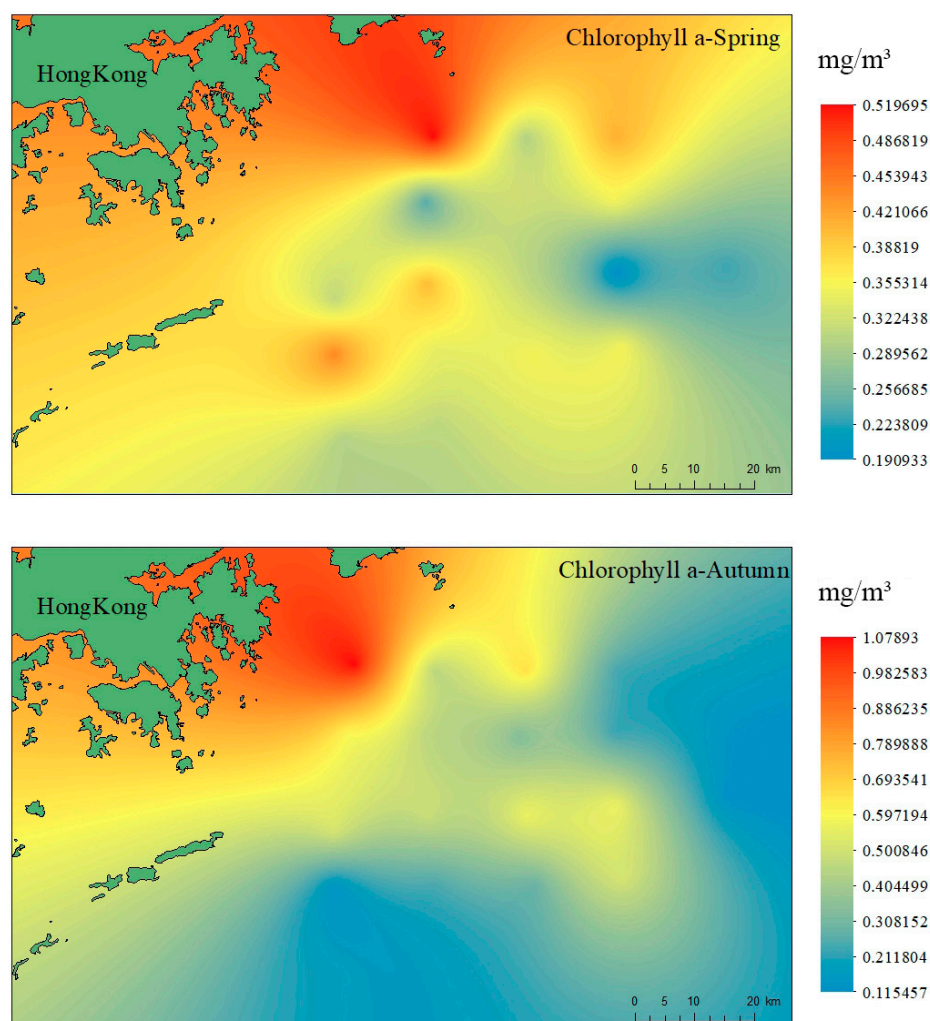 Chlorophyll a-Spring
HongKong
mg/m³
0.519695
0.486819
0.453943
0.421066
0.38819
0.355314
0.322438
0.289562
0.256685
0.223809
0.190933
0 5 10 20 km
Chlorophyll a-Autumn
HongKong
mg/m³
1.07893
0.982583
0.886235
0.789888
0.693541
0.597194
0.500846
0.404499
0.308152
0.211804
0.115457
0 5 10 20 km